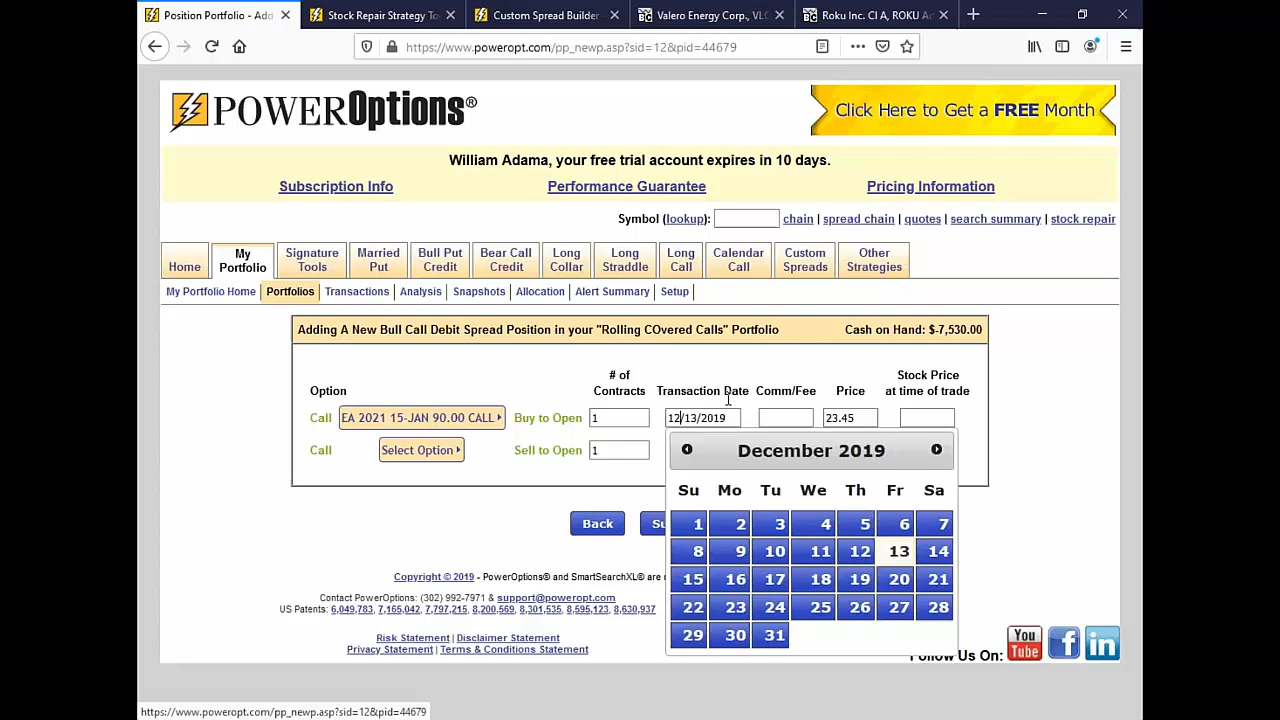 Position Portfolio - Add
Stock Repair Strategy To
Custom Spread Builder
Valero Energy Corp., VLO
Roku Inc. Cl A, ROKU Ad
https://www.poweropt.com/pp_newp.asp?sid=12&pid=44679
POWEROptions®
Click Here to Get a FREE Month
William Adama, your free trial account expires in 10 days.
Subscription Info Performance Guarantee Pricing Information
Symbol (lookup): chain | spread chain | quotes | search summary | stock repair
Home
My Portfolio
Signature Tools
Married Put
Bull Put Credit
Bear Call Credit
Long Collar
Long Straddle
Long Call
Calendar Call
Custom Spreads
Other Strategies
My Portfolio Home | Portfolios | Transactions | Analysis | Snapshots | Allocation | Alert Summary | Setup |
Adding A New Bull Call Debit Spread Position in your "Rolling COvered Calls" Portfolio Cash on Hand: $-7,530.00
Option
# of Contracts
Transaction Date
Comm/Fee
Price
Stock Price at time of trade
Call EA 2021 15-JAN 90.00 CALL Buy to Open 1 12/13/2019 23.45
Call Select Option Sell to Open 1
December 2019
Su Mo Tu We Th Fr Sa
1 2 3 4 5 6 7
8 9 10 11 12 13 14
15 16 17 18 19 20 21
22 23 24 25 26 27 28
29 30 31
Back Su
Copyright © 2019 - PowerOptions® and SmartSearchXL® are
Contact PowerOptions: (302) 992-7971 & support@poweropt.com
US Patents: 6,049,783, 7,165,042, 7,797,215, 8,200,569, 8,301,535, 8,595,123, 8,630,937
Risk Statement | Disclaimer Statement
Privacy Statement | Terms & Conditions Statement
Follow Us On:
You Tube
f
in
https://www.poweropt.com/pp_newp.asp?sid=12&pid=44679